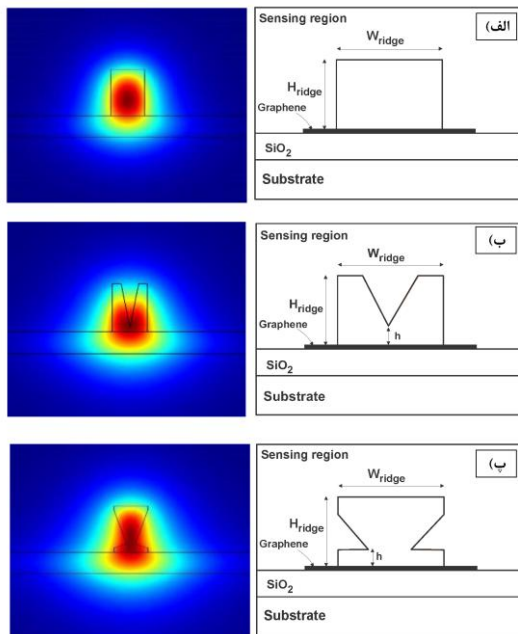 Sensing region
الف)
Wridge
Hridge
Graphene
SiO2
Substrate
Sensing region
ب)
Wridge
Hridge
Graphene
h
SiO2
Substrate
Sensing region
پ)
Wridge
Hridge
Graphene
h
SiO2
Substrate